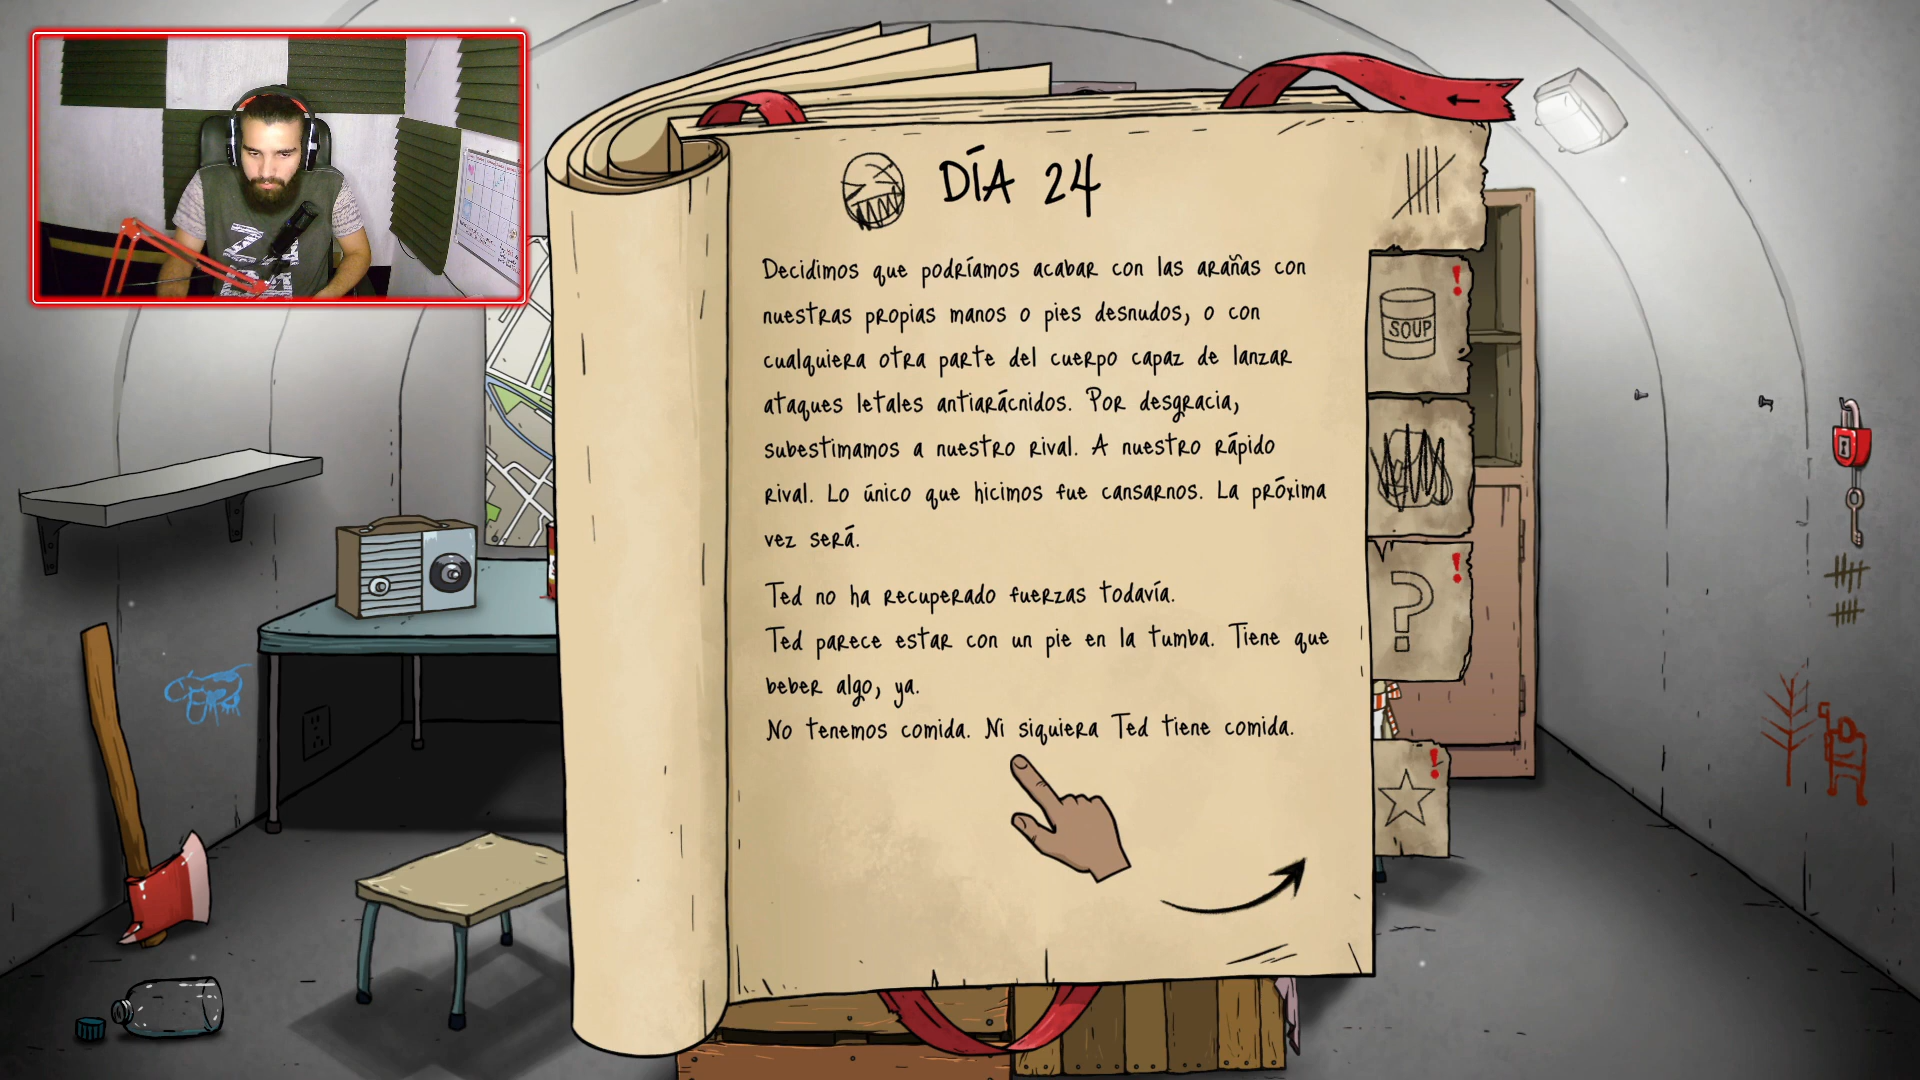 DÍA 24
Decidimos que podríamos acabar con las arañas con
nuestras propias manos o pies desnudos, o con
cualquiera otra parte del cuerpo capaz de lanzar
ataques letales antiarácnidos. Por desgracia,
subestimamos a nuestro rival. A nuestro rápido
rival. Lo único que hicimos fue cansarnos. La próxima
vez será.
Ted no ha recuperado fuerzas todavía.
Ted parece estar con un pie en la tumba. Tiene que
beber algo, ya.
No tenemos comida. Ni siquiera Ted tiene comida.
!
SOUP
!
?
!